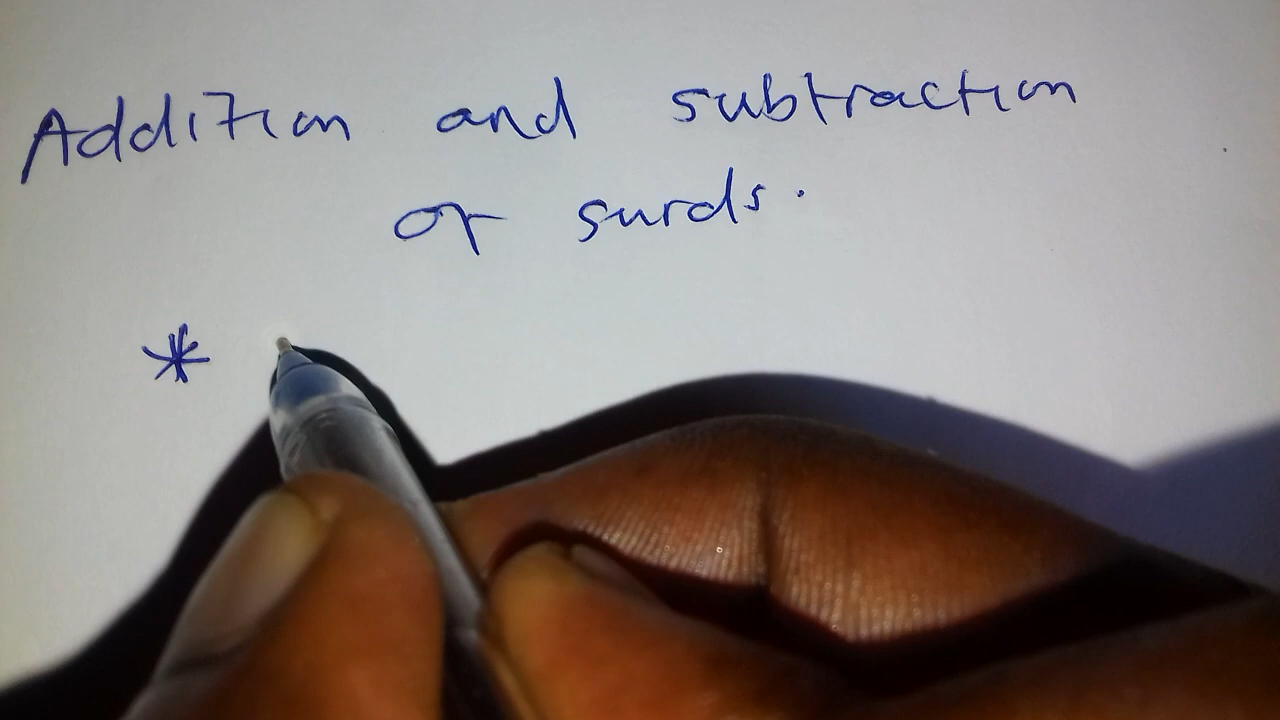 Addition and subtraction
of surds.
*